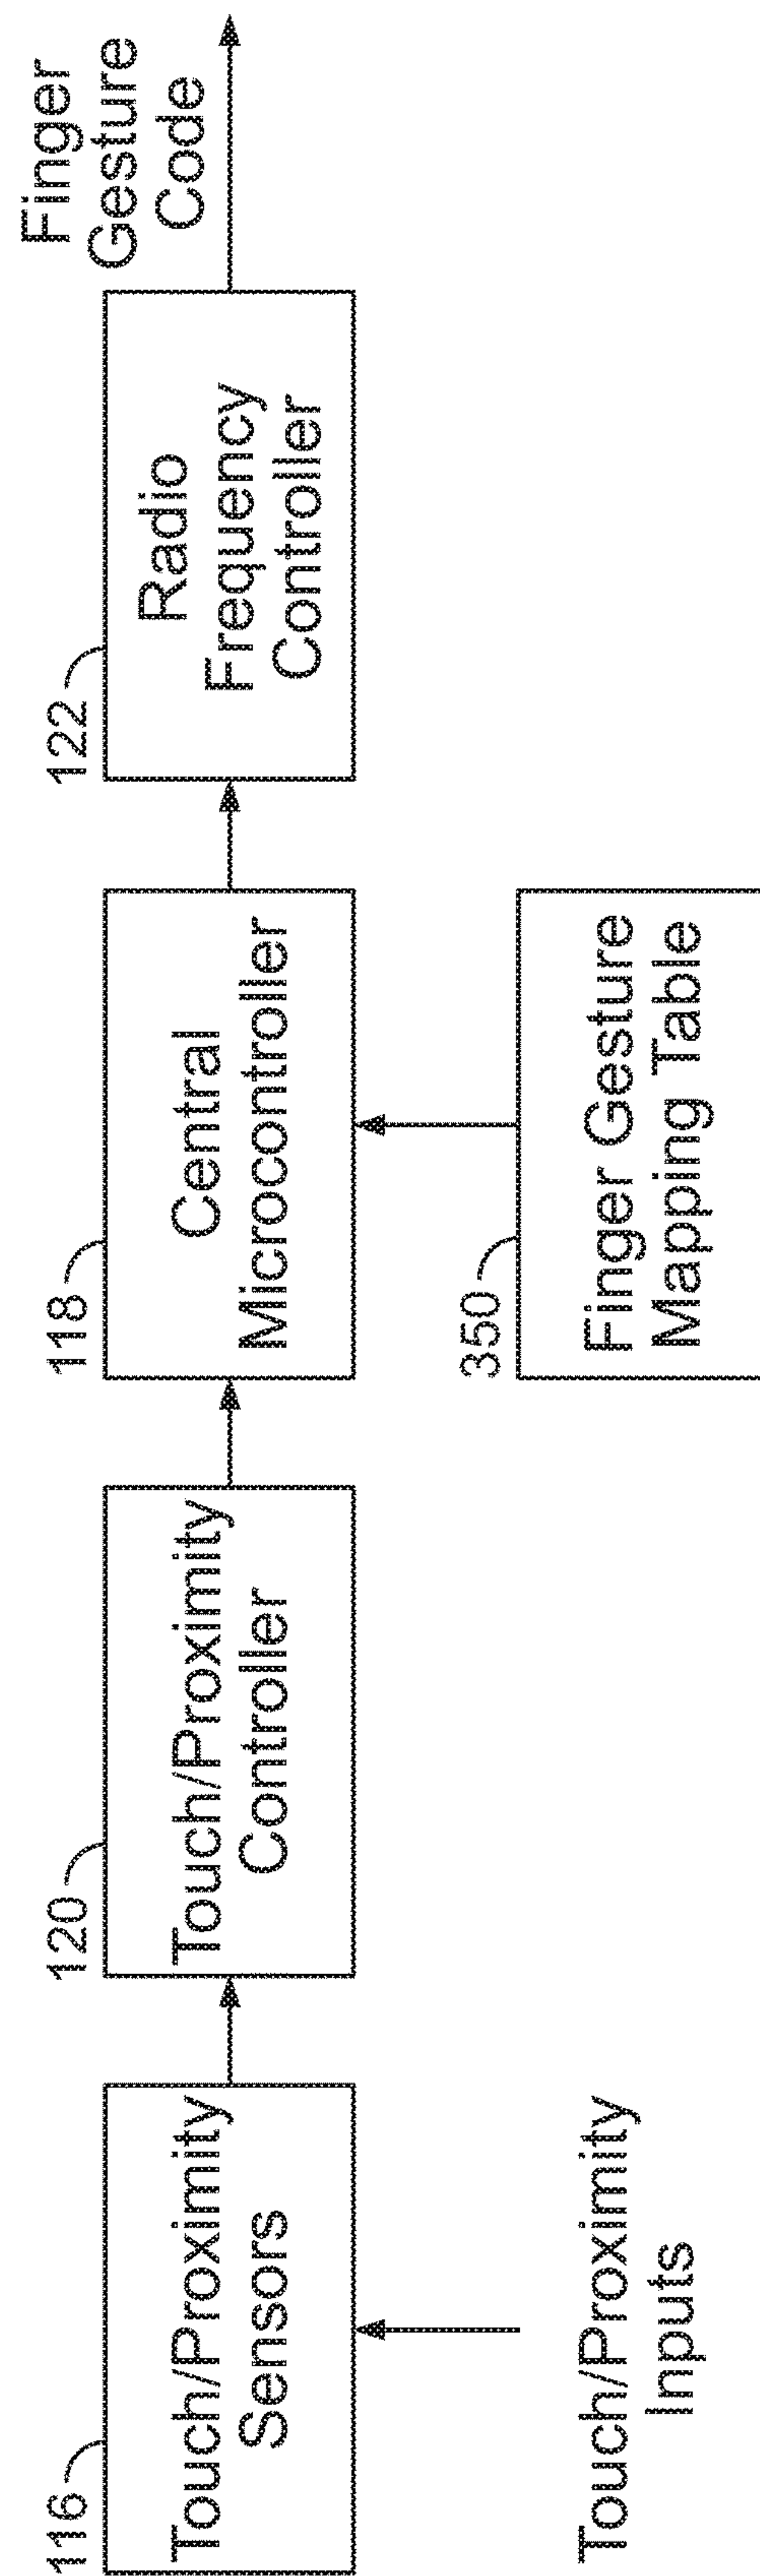 116
Touch/Proximity
Sensors
Touch/Proximity
Inputs
120
Touch/Proximity
Controller
118
Central
Microcontroller
350
Finger Gesture
Mapping Table
122
Radio
Frequency
Controller
Finger
Gesture
Code